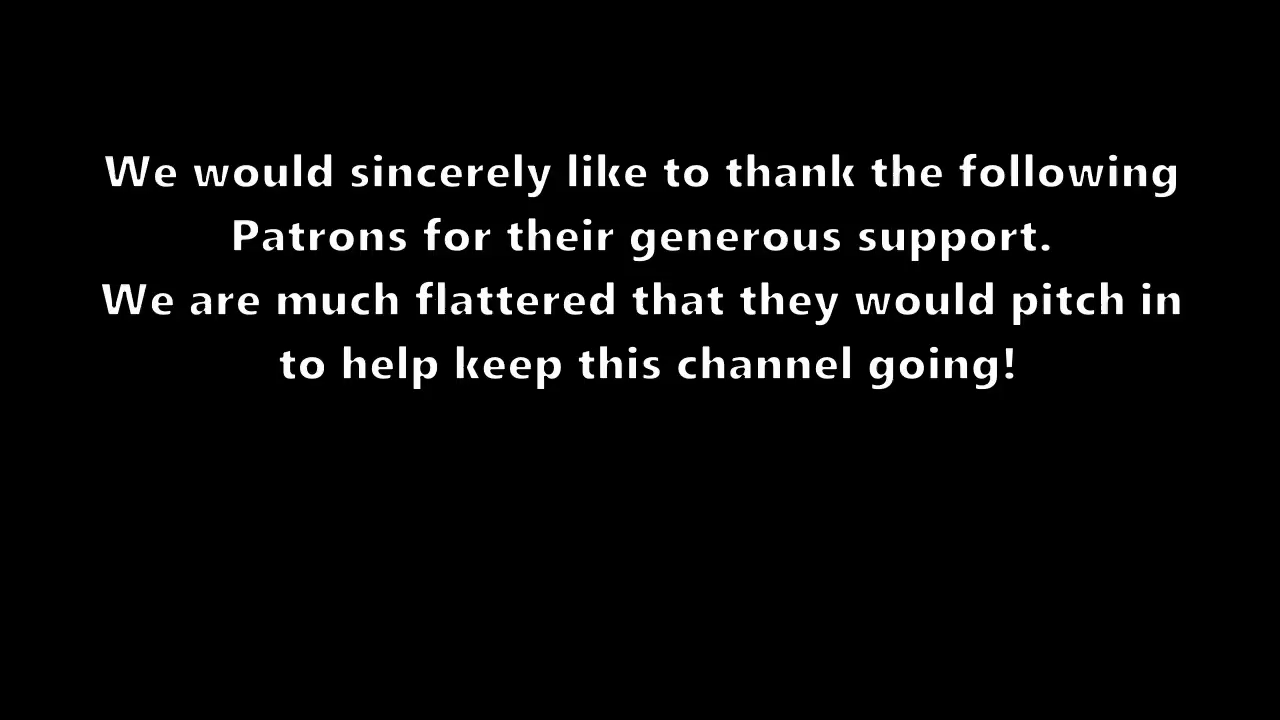 We would sincerely like to thank the following
Patrons for their generous support.
We are much flattered that they would pitch in
to help keep this channel going!